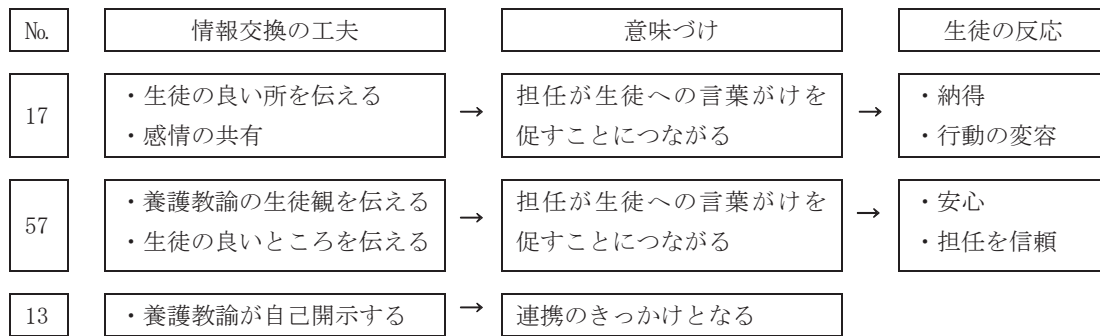 No. 情報交換の工夫 意味づけ 生徒の反応
・生徒の良い所を伝える 担任が生徒への言葉がけを ・納得
17 → →
・感情の共有 促すことにつながる ・行動の変容
・養護教諭の生徒観を伝える 担任が生徒への言葉がけを ・安心
57 → →
・生徒の良いところを伝える 促すことにつながる ・担任を信頼
13 ・養護教諭が自己開示する → 連携のきっかけとなる